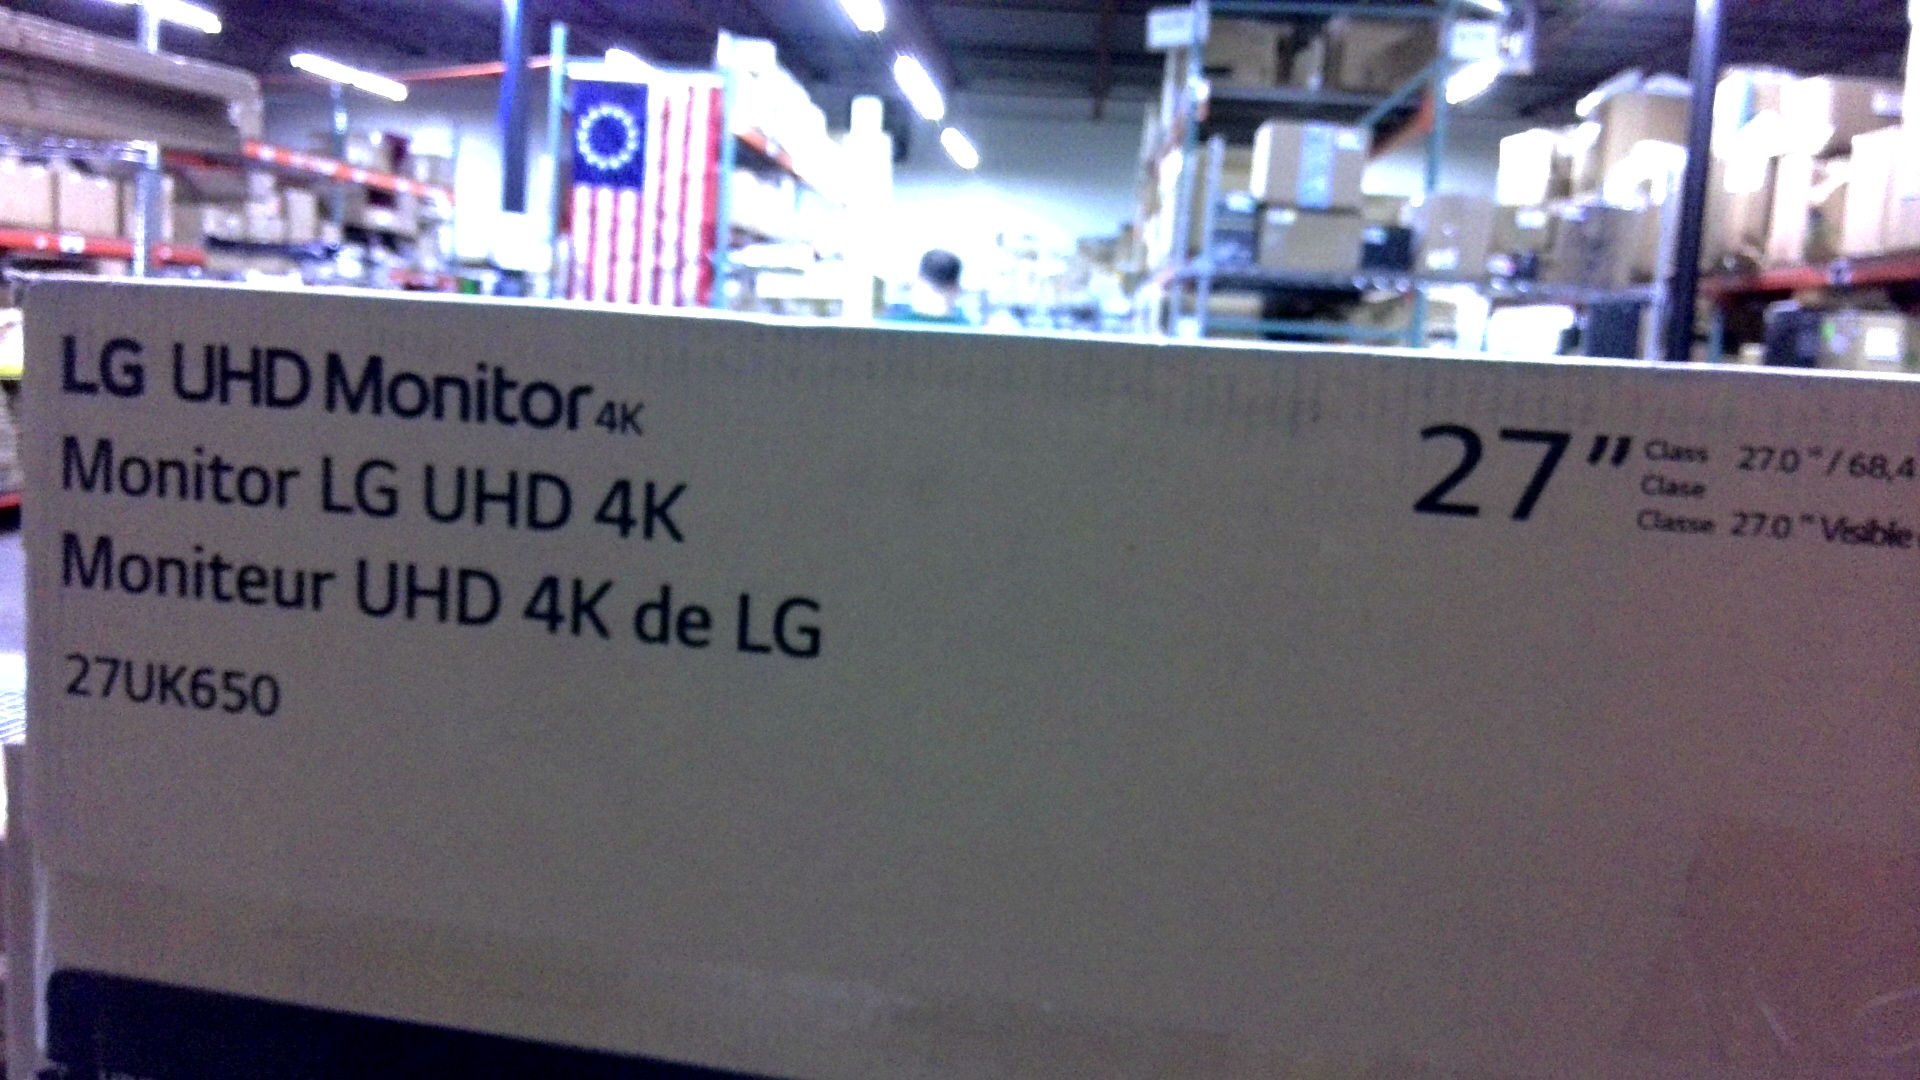 LG UHD Monitor 4K
Monitor LG UHD 4K
Moniteur UHD 4K de LG
27UK650
27" Class 27.0" / 68,4
Clase
Classe 27.0" Visible